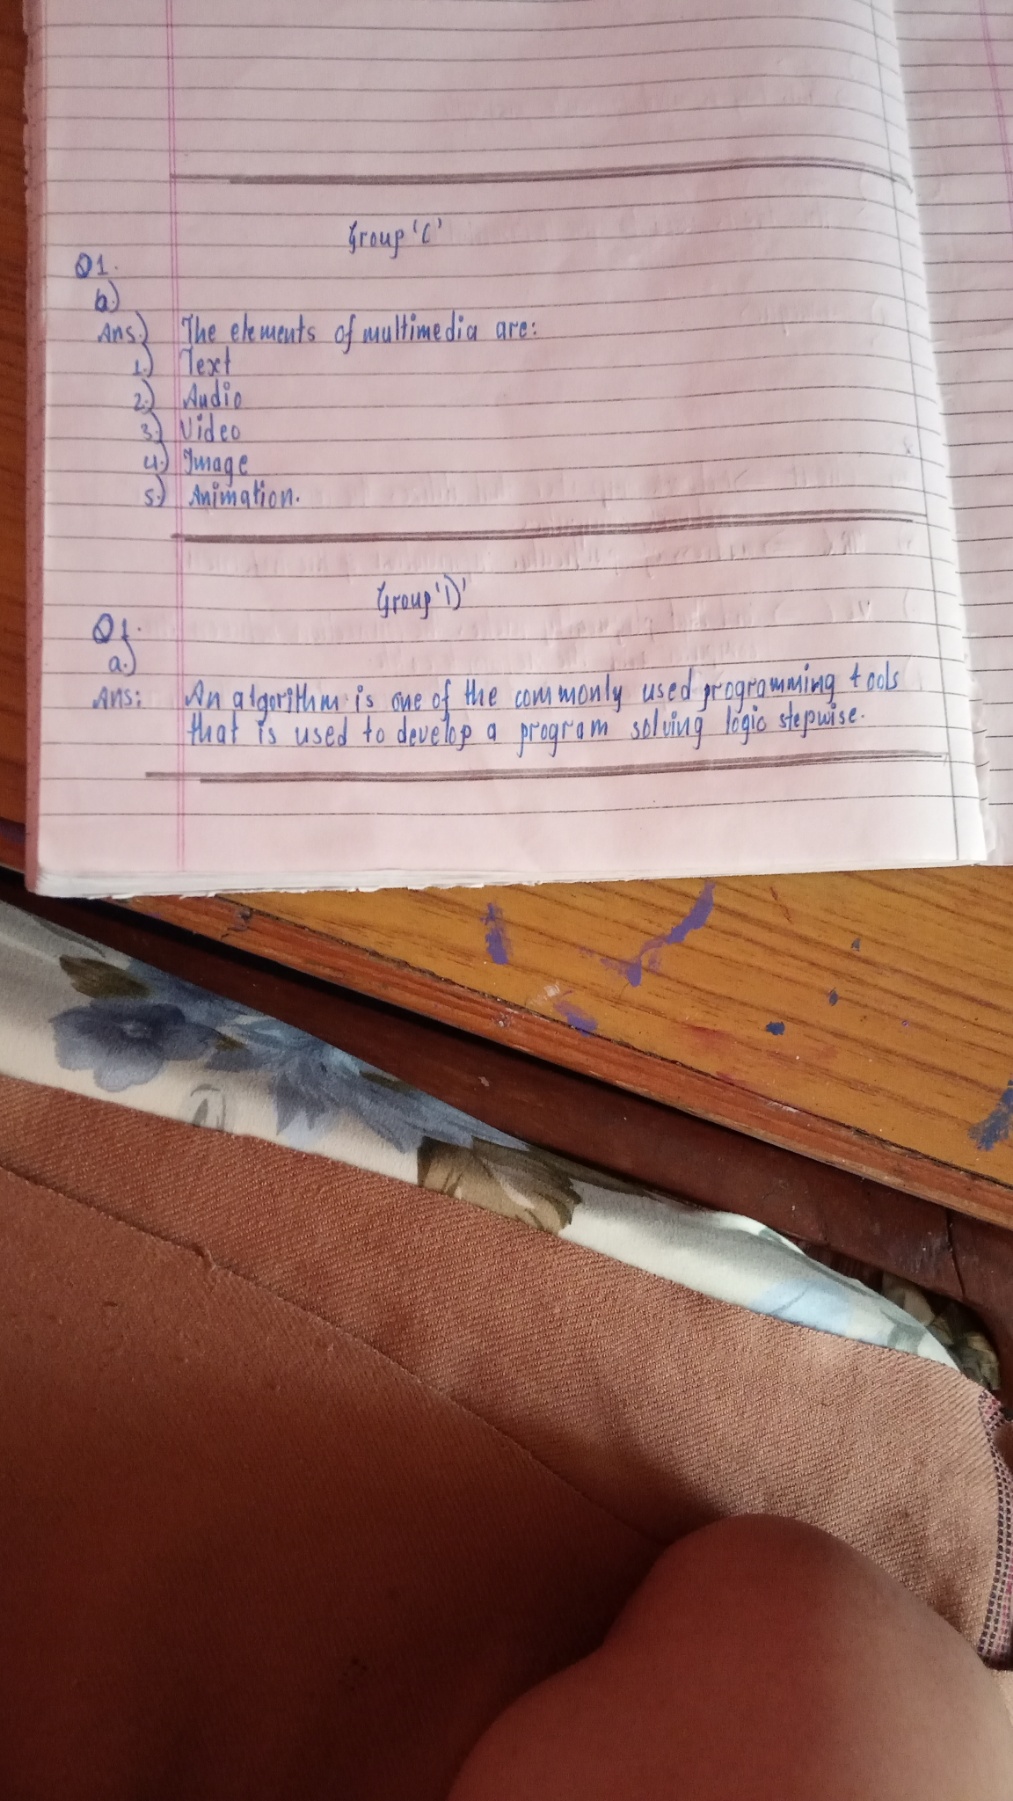 Group 'C'
Q1.
b)
Ans.) The elements of multimedia are:
1.) Text
2.) Audio
3.) Video
4.) Image
5.) Animation.
Group 'D'
Q1.
a.)
Ans: An algorithm is one of the commonly used programming tools
that is used to develop a program solving logic stepwise.